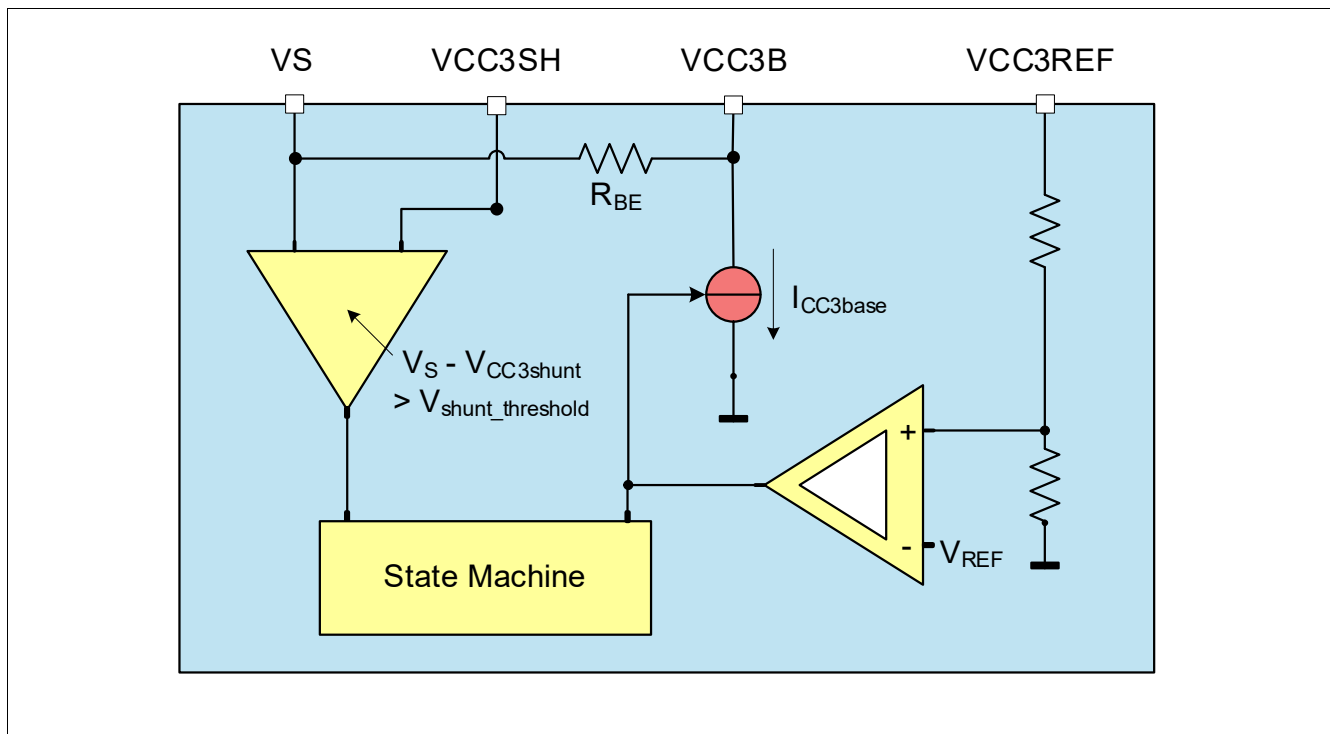 VS
VCC3SH
VCC3B
VCC3REF
RBE
ICC3base
VS - VCC3shunt
> Vshunt_threshold
+
-
VREF
State Machine